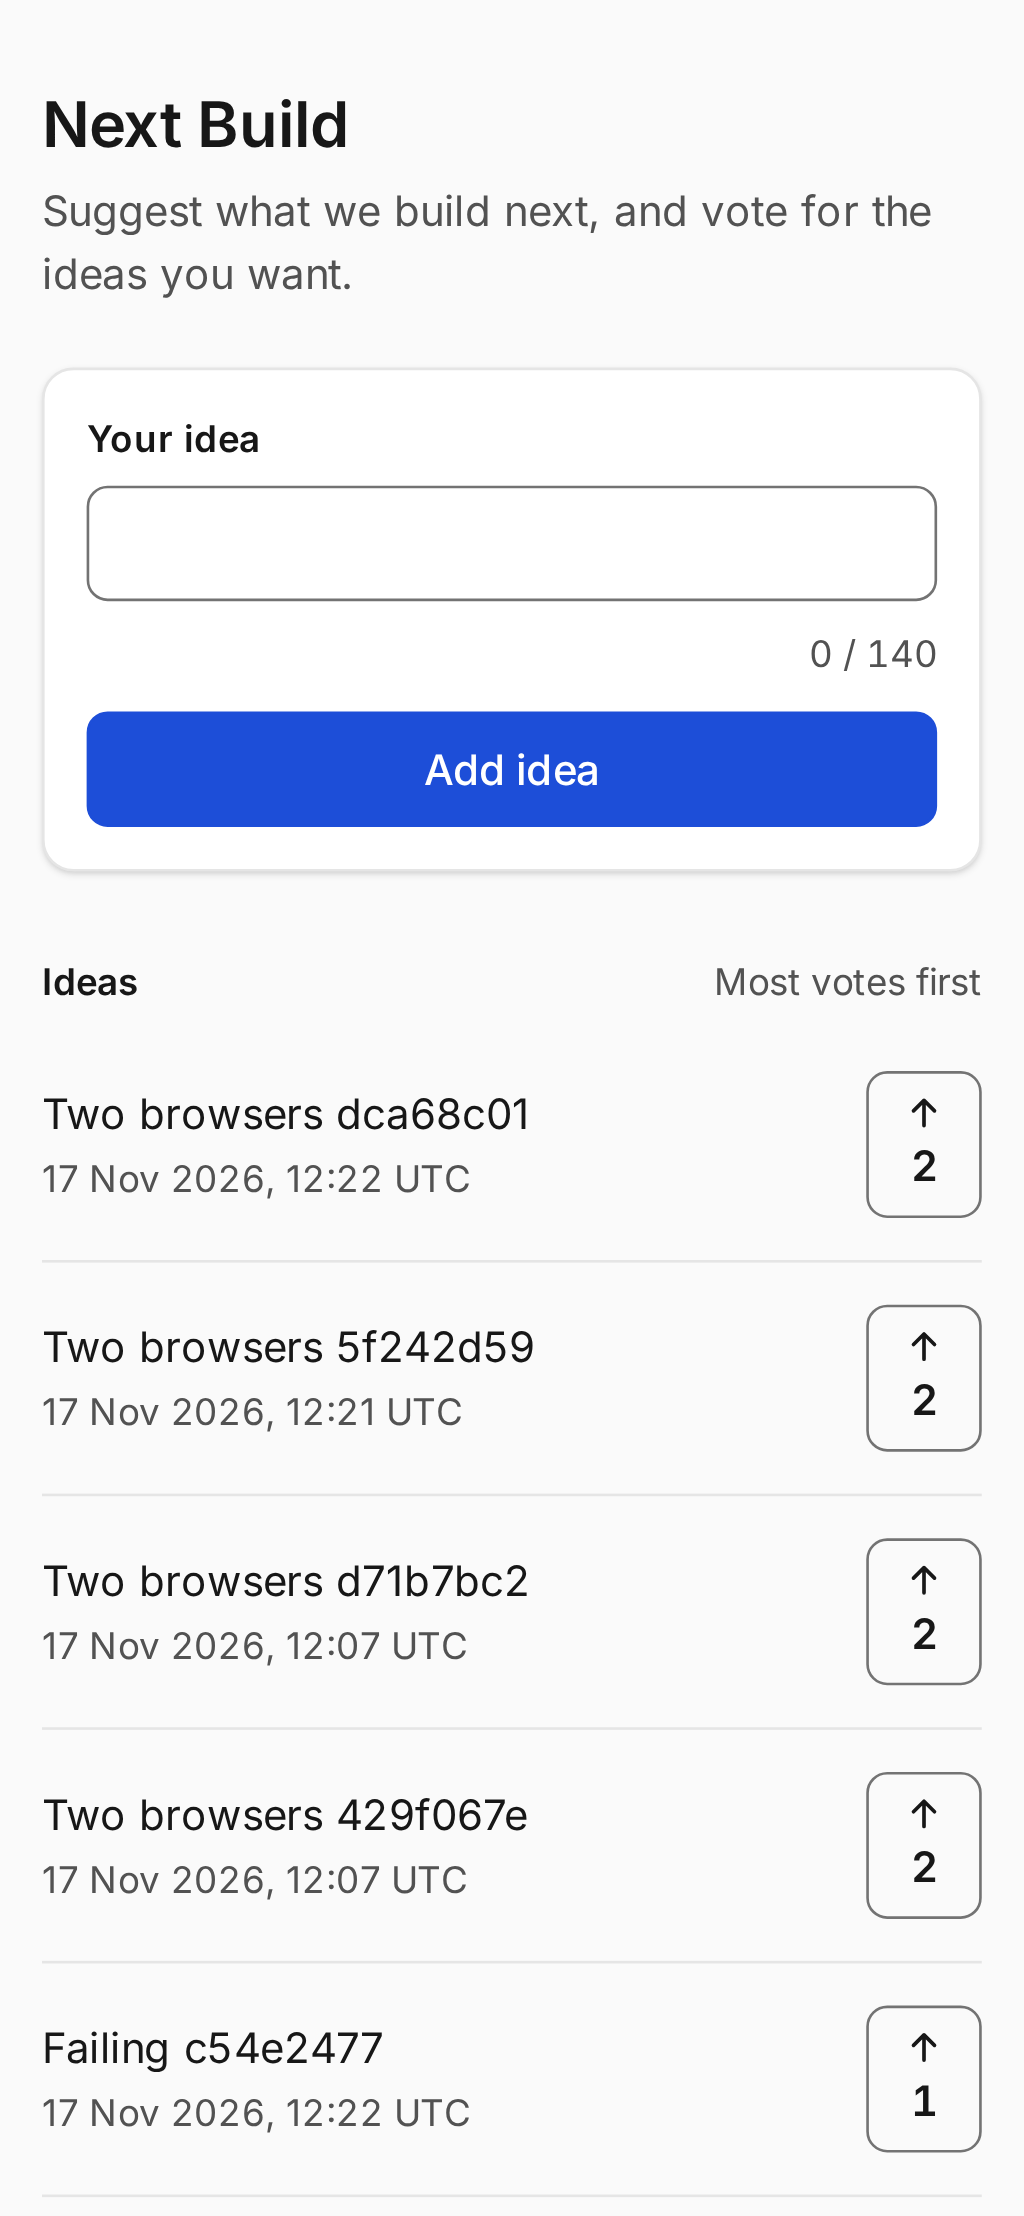 Next Build
Suggest what we build next, and vote for the
ideas you want.
Your idea
0 / 140
Add idea
Ideas
Most votes first
Two browsers dca68c01
17 Nov 2026, 12:22 UTC
↑
2
Two browsers 5f242d59
17 Nov 2026, 12:21 UTC
↑
2
Two browsers d71b7bc2
17 Nov 2026, 12:07 UTC
↑
2
Two browsers 429f067e
17 Nov 2026, 12:07 UTC
↑
2
Failing c54e2477
17 Nov 2026, 12:22 UTC
↑
1